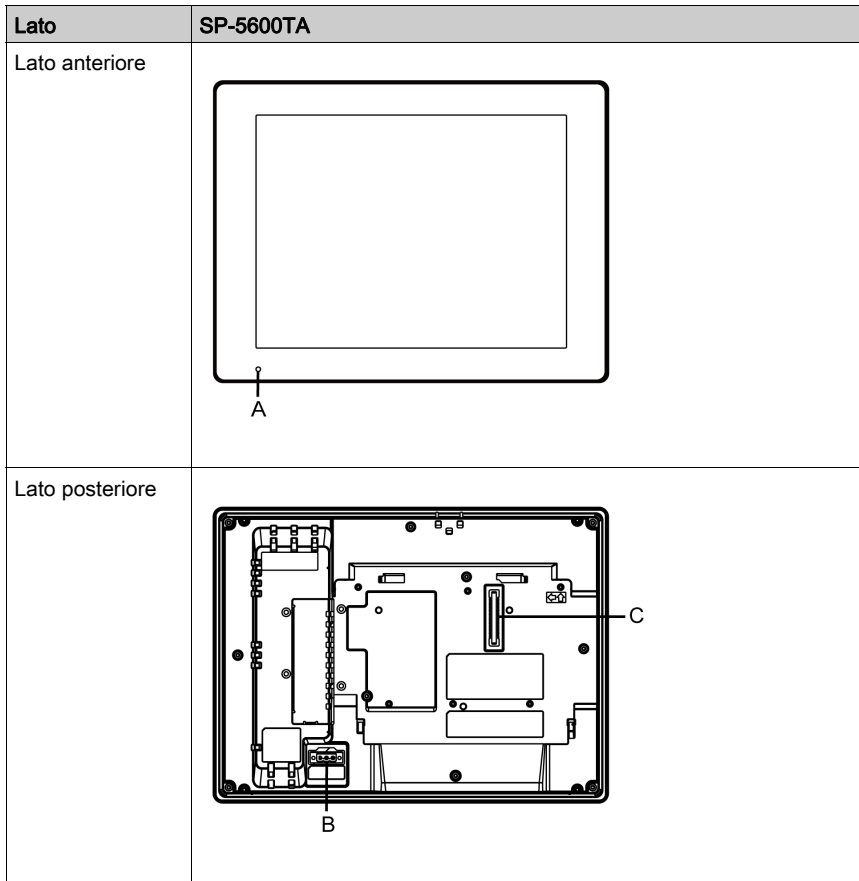 Lato SP-5600TA
Lato anteriore
A
Lato posteriore
C
B